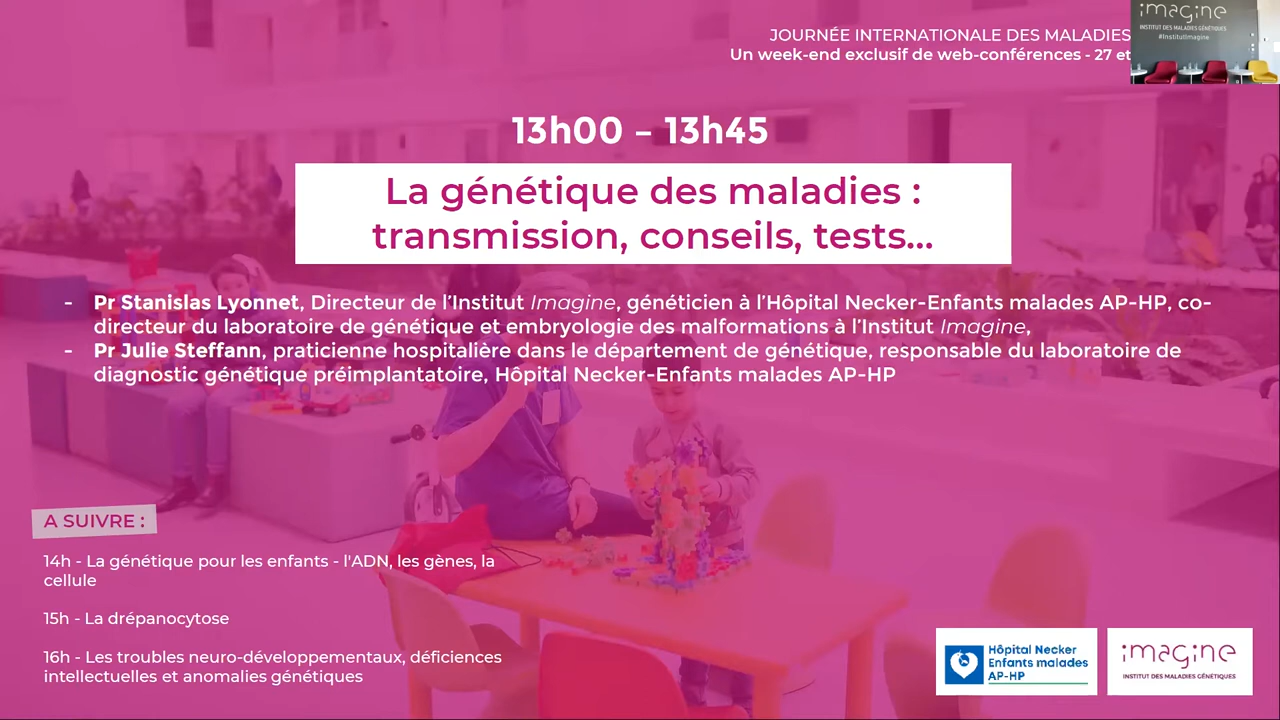 JOURNÉE INTERNATIONALE DES MALADIES
Un week-end exclusif de web-conférences - 27 et
imagine
INSTITUT DES MALADIES GÉNÉTIQUES
#InstitutImagine
13h00 – 13h45
La génétique des maladies :
transmission, conseils, tests...
- Pr Stanislas Lyonnet, Directeur de l'Institut Imagine, généticien à l'Hôpital Necker-Enfants malades AP-HP, co-
directeur du laboratoire de génétique et embryologie des malformations à l'Institut Imagine,
- Pr Julie Steffann, praticienne hospitalière dans le département de génétique, responsable du laboratoire de
diagnostic génétique préimplantatoire, Hôpital Necker-Enfants malades AP-HP
A SUIVRE :
14h - La génétique pour les enfants - l'ADN, les gènes, la
cellule
15h - La drépanocytose
16h - Les troubles neuro-développementaux, déficiences
intellectuelles et anomalies génétiques
Hôpital Necker
Enfants malades
AP-HP
imagine
INSTITUT DES MALADIES GÉNÉTIQUES